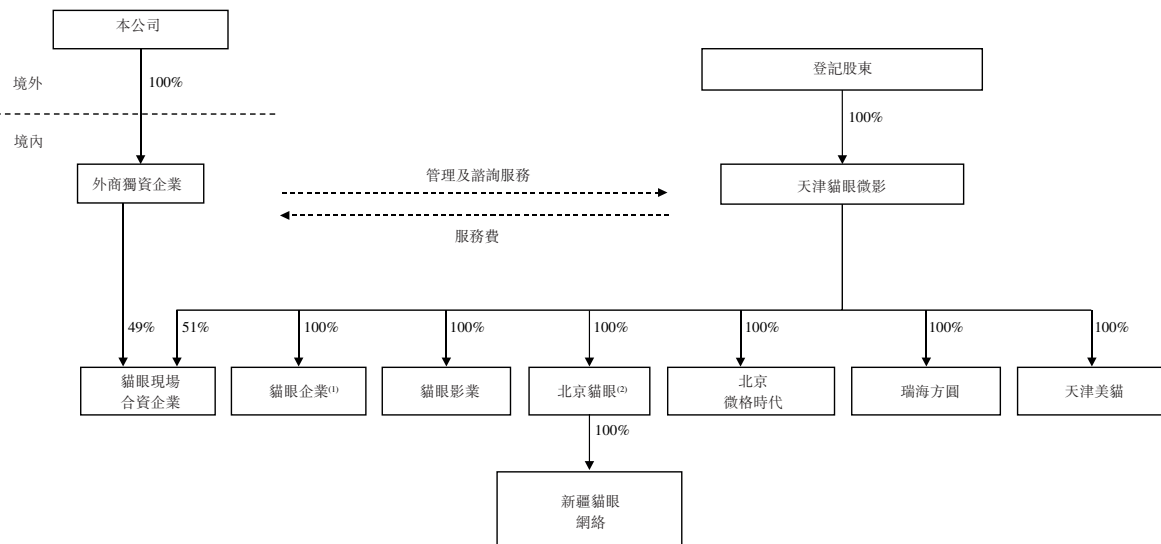 本公司
登記股東
境外
100%
100%
境內
外商獨資企業
管理及諮詢服務
天津貓眼微影
服務費
49%
51%
100%
100%
100%
100%
100%
100%
貓眼現場
合資企業
貓眼企業(1)
貓眼影業
北京貓眼(2)
北京
微格時代
瑞海方圓
天津美貓
100%
新疆貓眼
網絡